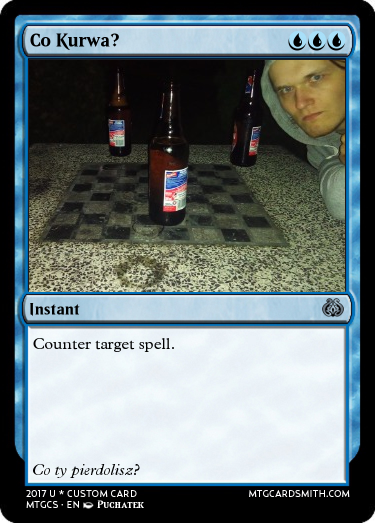 Co Kurwa?
Instant
Counter target spell.
Co ty pierdolisz?
2017 U * CUSTOM CARD
MTGCARDSMITH.COM
MTGCS · EN PUCHATEK